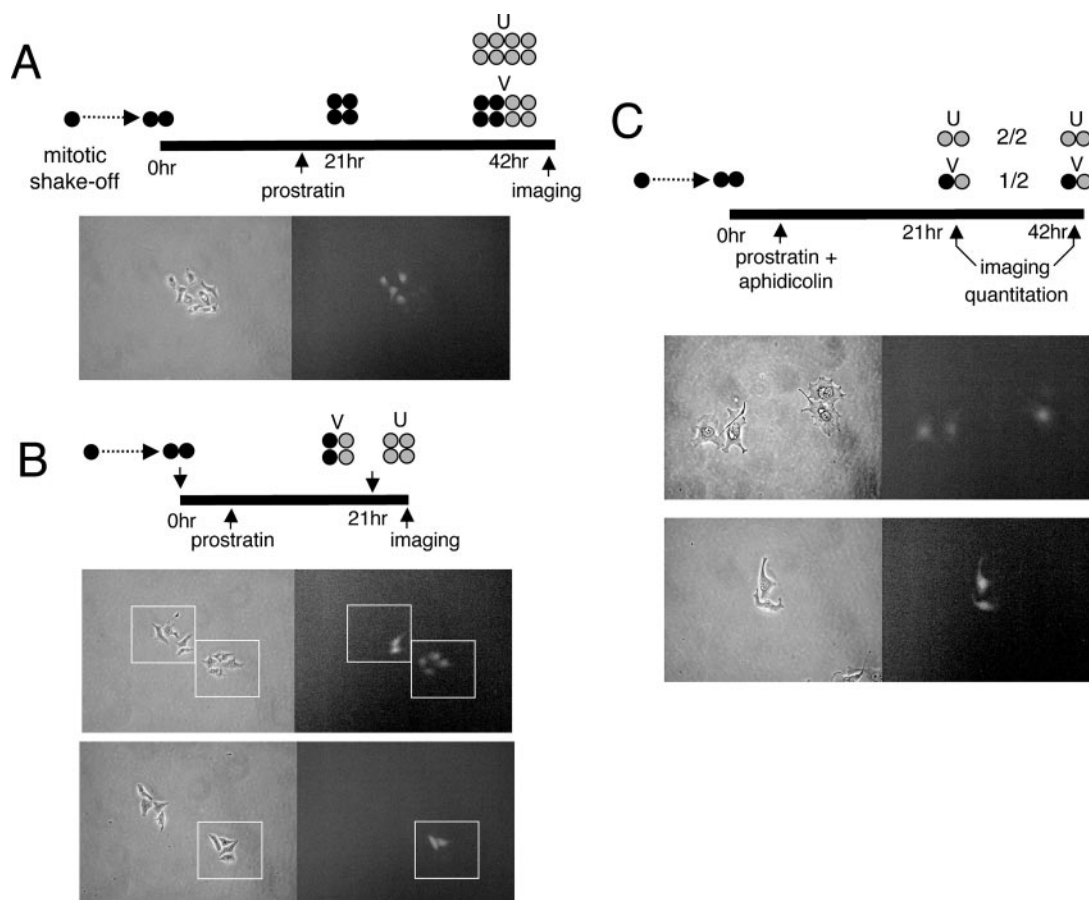 A
U
V
mitotic
shake-off
0hr
21hr
42hr
prostratin
imaging
B
V
U
0hr
21hr
prostratin
imaging
C
U
2/2
U
V
1/2
V
0hr
21hr
42hr
prostratin +
aphidicolin
imaging
quantitation